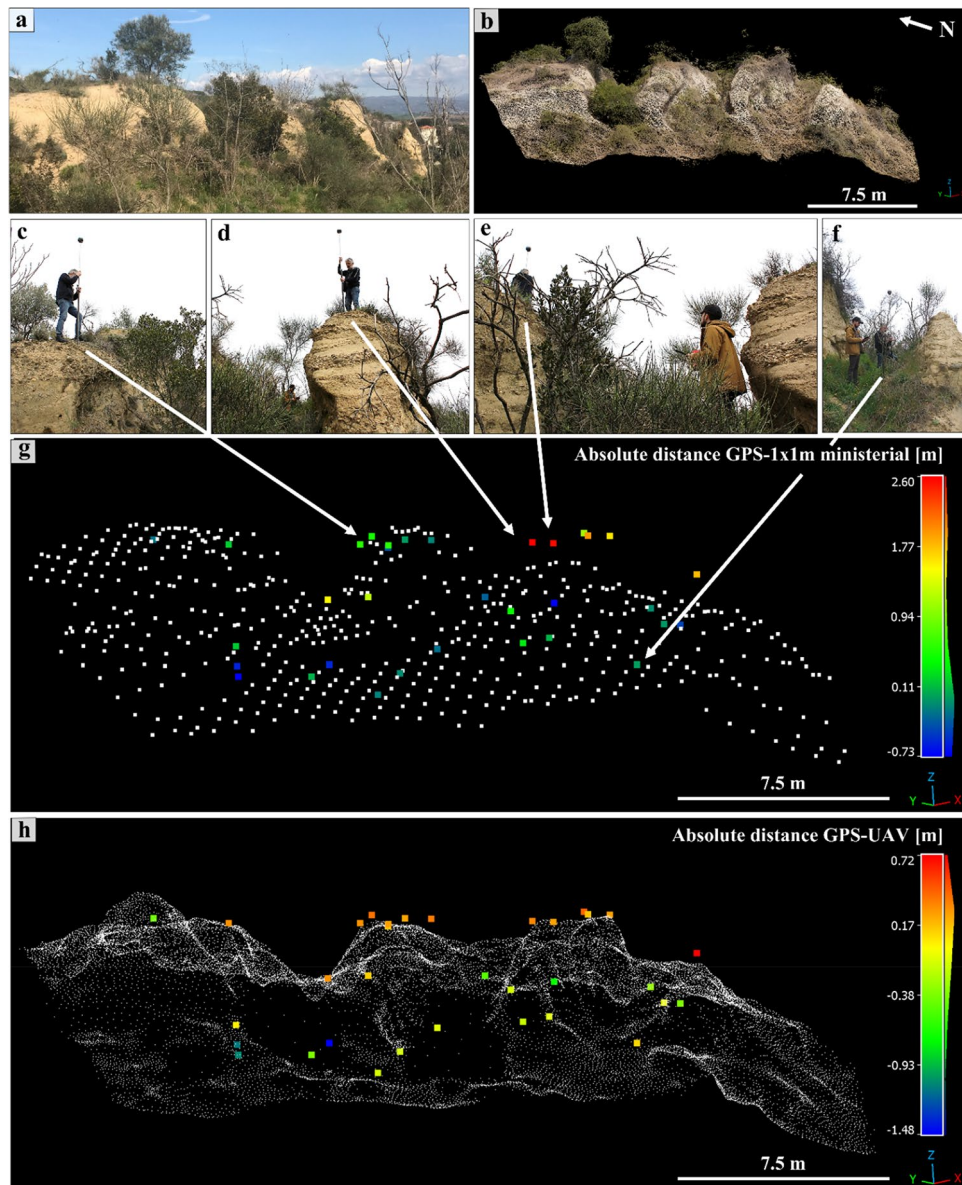 a
b
N
7.5 m
Y
Z
c
d
e
f
g
Absolute distance GPS-1x1m ministerial [m]
2.60
1.77
0.94
0.11
-0.73
Z
Y
X
7.5 m
h
Absolute distance GPS-UAV [m]
0.72
0.17
-0.38
-0.93
-1.48
Z
Y
X
7.5 m